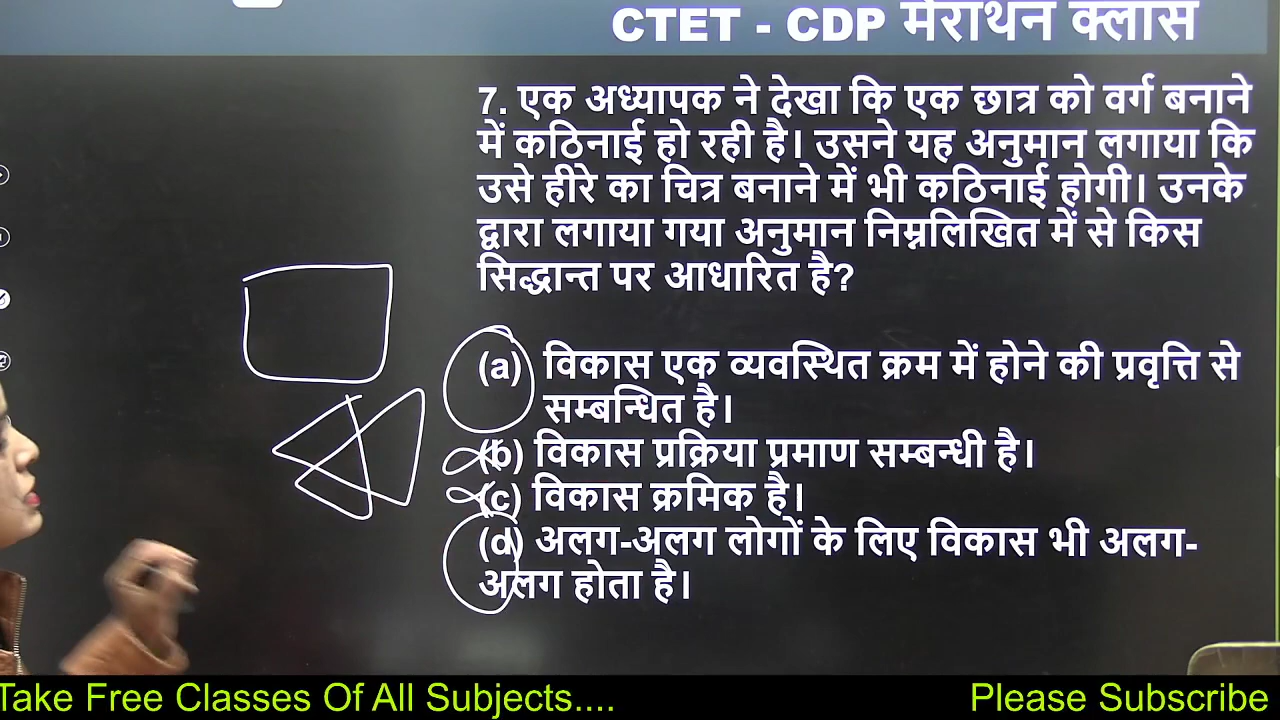 CTET - CDP मैराथन क्लास
7. एक अध्यापक ने देखा कि एक छात्र को वर्ग बनाने
में कठिनाई हो रही है। उसने यह अनुमान लगाया कि
उसे हीरे का चित्र बनाने में भी कठिनाई होगी। उनके
द्वारा लगाया गया अनुमान निम्नलिखित में से किस
सिद्धान्त पर आधारित है?
(a) विकास एक व्यवस्थित क्रम में होने की प्रवृत्ति से
सम्बन्धित है।
(b) विकास प्रक्रिया प्रमाण सम्बन्धी है।
(c) विकास क्रमिक है।
(d) अलग-अलग लोगों के लिए विकास भी अलग-
अलग होता है।
Take Free Classes Of All Subjects.... Please Subscribe